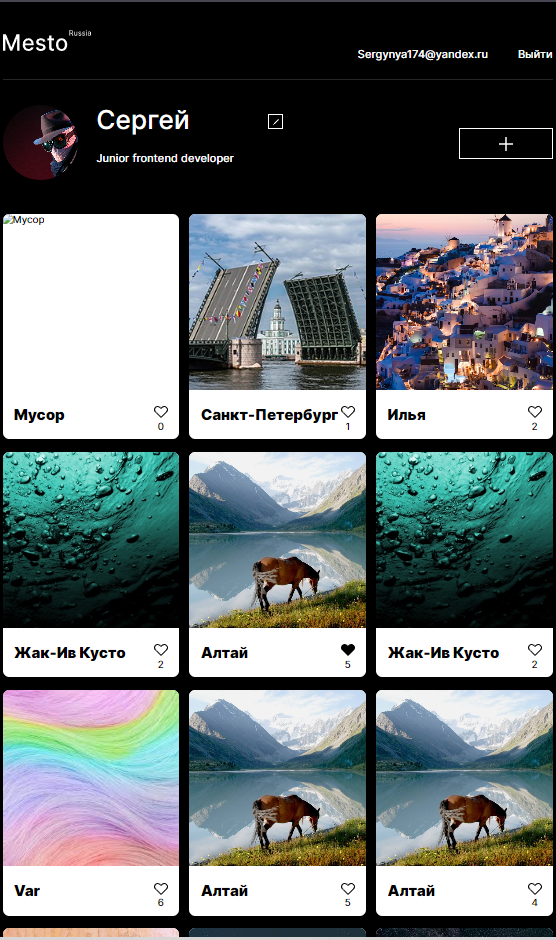 Mesto Russia
Sergynya174@yandex.ru Выйти
Сергей
Junior frontend developer
Мусор
Мусор
0
Санкт-Петербург
1
Илья
2
Жак-Ив Кусто
2
Алтай
5
Жак-Ив Кусто
2
Var
6
Алтай
5
Алтай
4